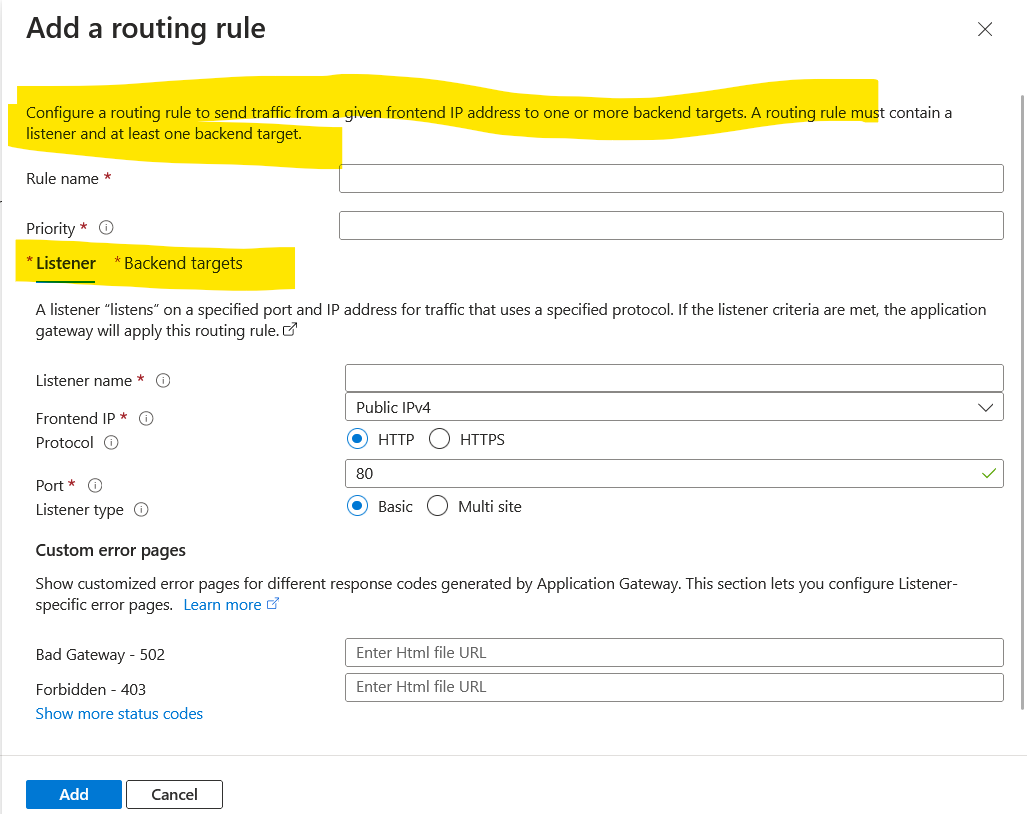 Add a routing rule
Configure a routing rule to send traffic from a given frontend IP address to one or more backend targets. A routing rule must contain a
listener and at least one backend target.
Rule name *
Priority *
* Listener * Backend targets
A listener “listens” on a specified port and IP address for traffic that uses a specified protocol. If the listener criteria are met, the application
gateway will apply this routing rule.
Listener name *
Frontend IP * Public IPv4
Protocol HTTP HTTPS
Port * 80
Listener type Basic Multi site
Custom error pages
Show customized error pages for different response codes generated by Application Gateway. This section lets you configure Listener-
specific error pages. Learn more
Bad Gateway - 502 Enter Html file URL
Forbidden - 403 Enter Html file URL
Show more status codes
Add Cancel